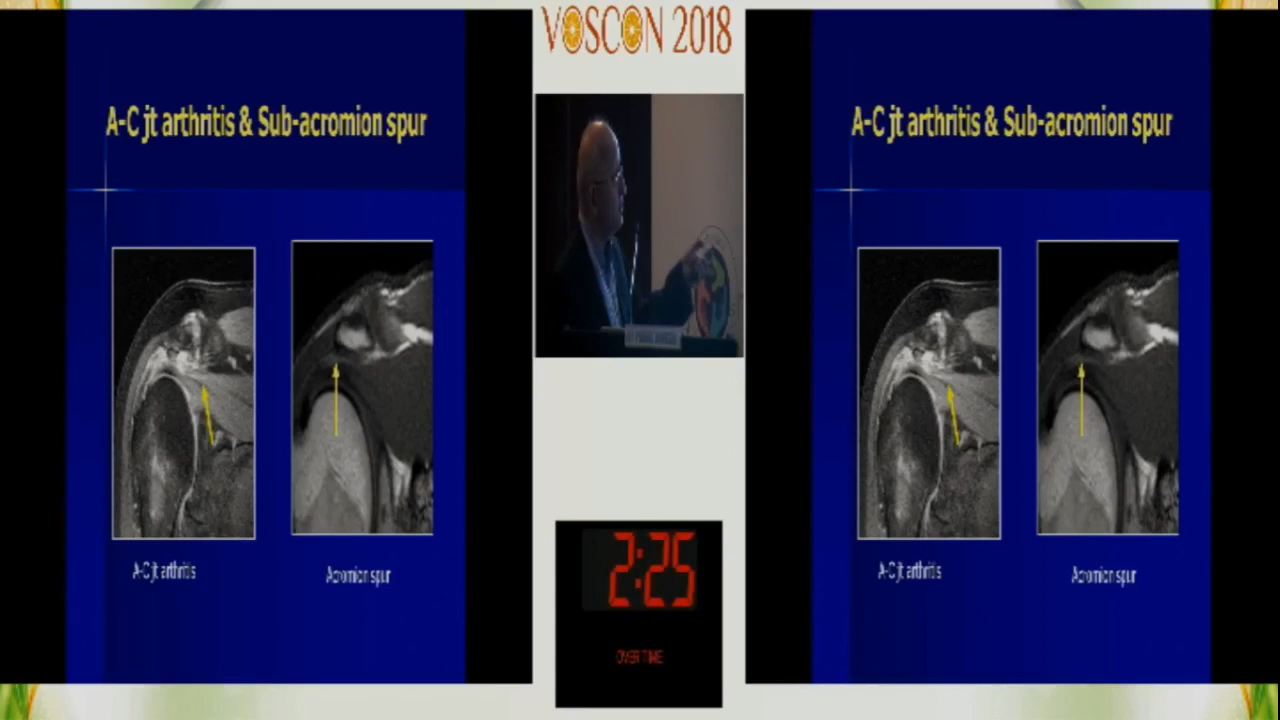 VOSCON 2018
A-C jt arthritis & Sub-acromion spur
A-C jt arthritis
Acromion spur
A-C jt arthritis & Sub-acromion spur
A-C jt arthritis
Acromion spur
2:25
OVER TIME